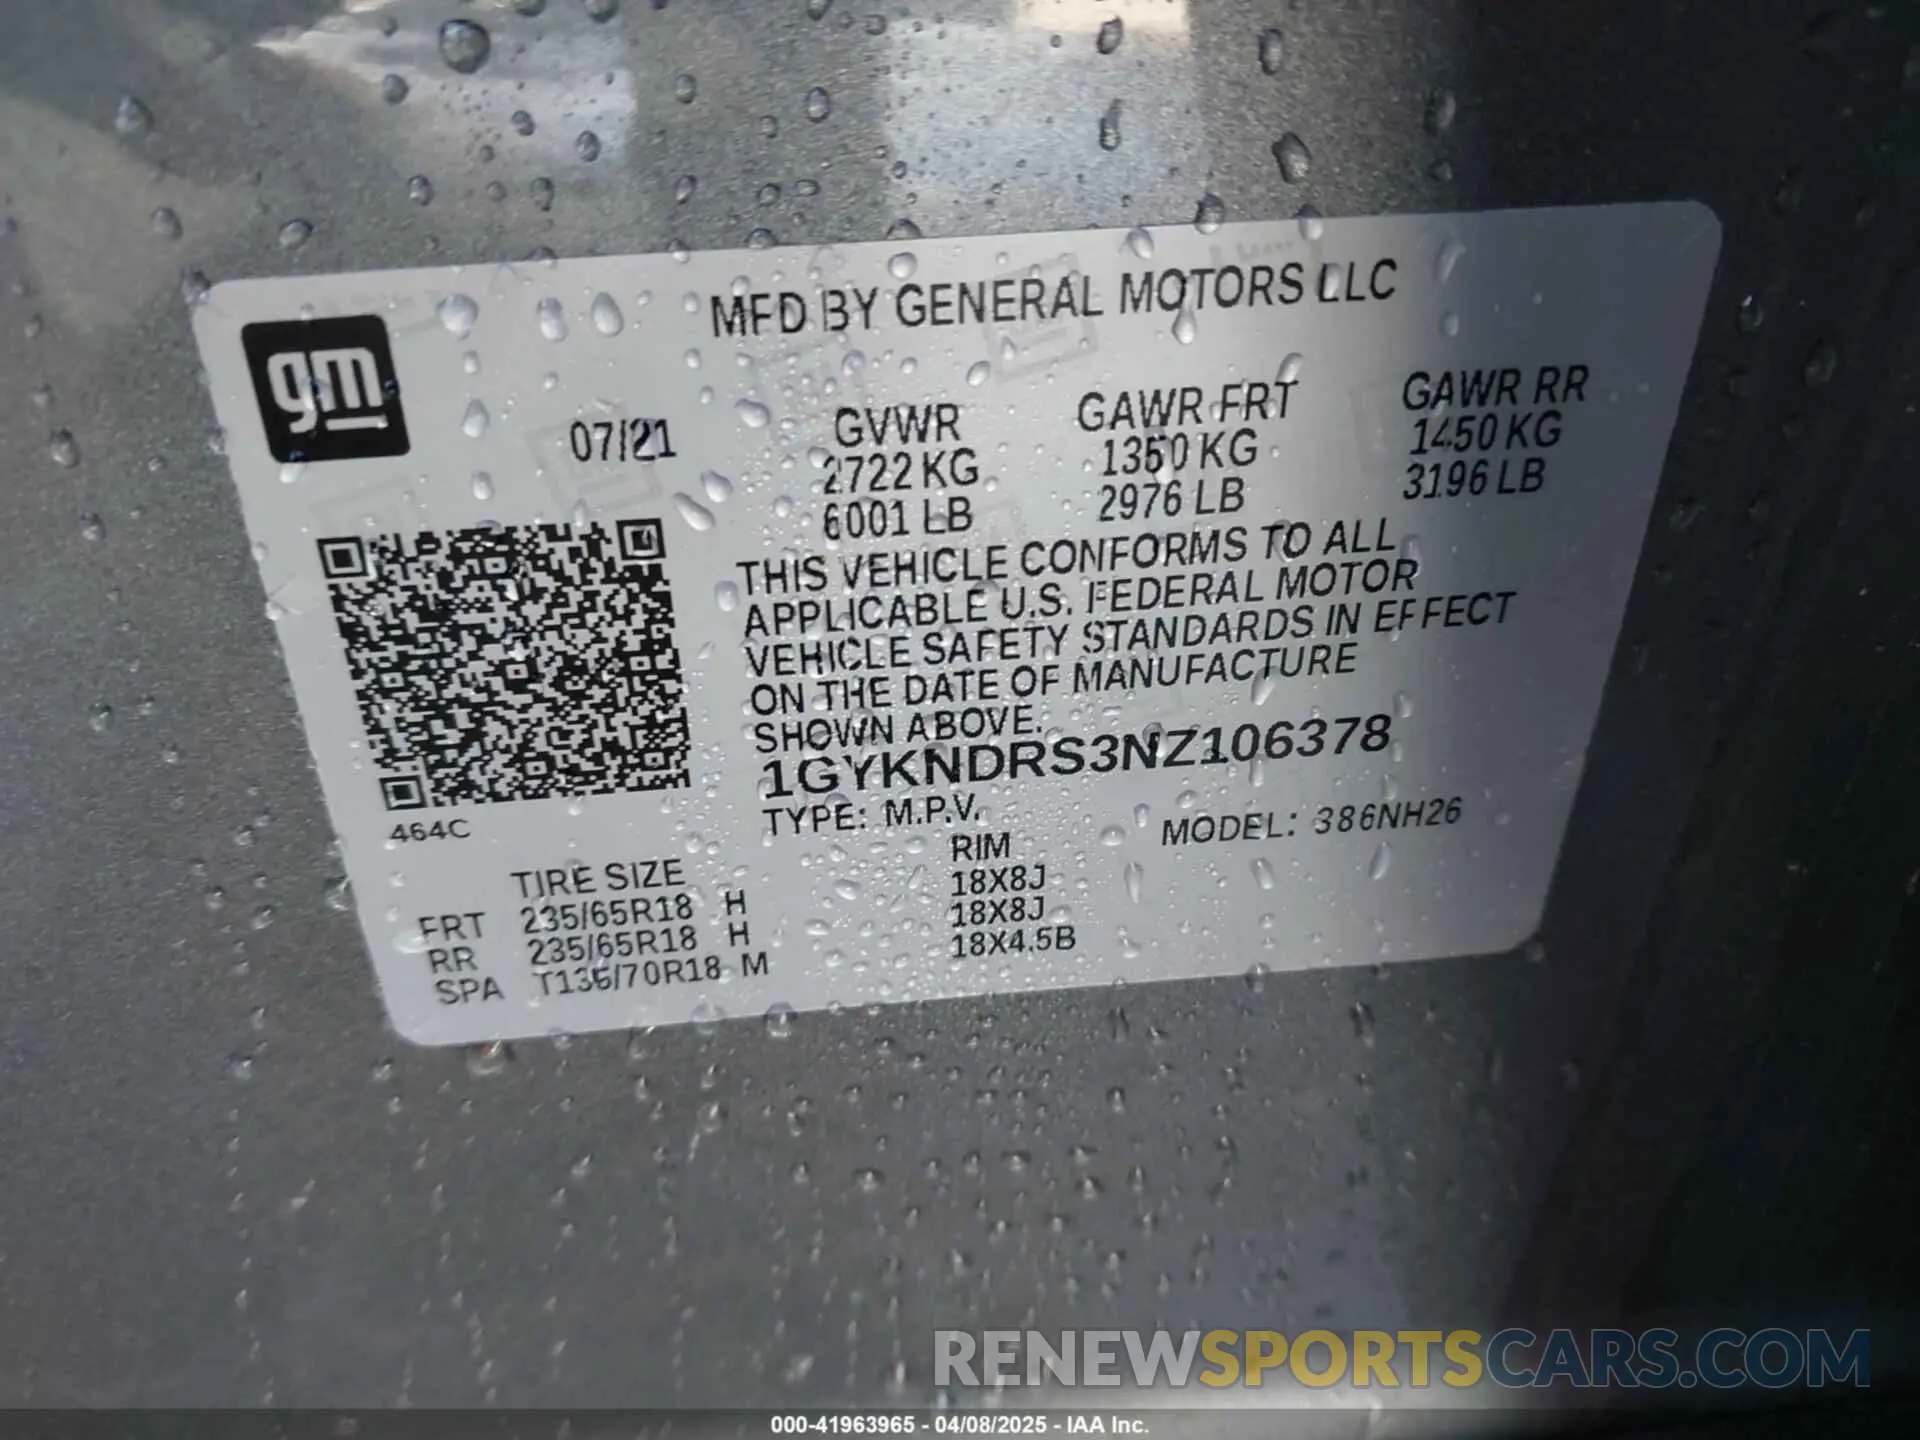 MFD BY GENERAL MOTORS LLC
gm
07/21
GVWR GAWR FRT GAWR RR
2722 KG 1350 KG 1450 KG
6001 LB 2976 LB 3196 LB
THIS VEHICLE CONFORMS TO ALL
APPLICABLE U.S. FEDERAL MOTOR
VEHICLE SAFETY STANDARDS IN EFFECT
ON THE DATE OF MANUFACTURE
SHOWN ABOVE.
1GYKNDRS3NZ106378
TYPE: M.P.V. MODEL: 386NH26
464C
TIRE SIZE RIM
FRT 235/65R18 H 18X8J
RR 235/65R18 H 18X8J
SPA T135/70R18 M 18X4.5B
RENEWSPORTSCARS.COM
000-41963965 - 04/08/2025 - IAA Inc.